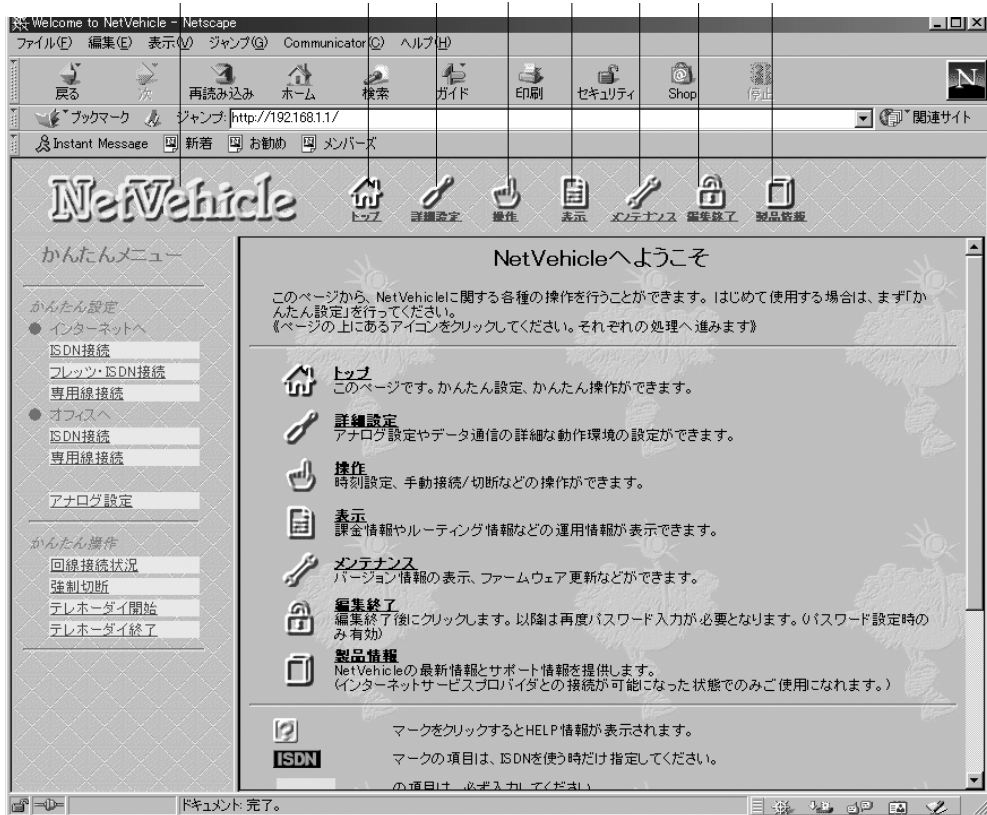 Welcome to NetVehicle - Netscape
ファイル(F) 編集(E) 表示(V) ジャンプ(G) Communicator(C) ヘルプ(H)
戻る 次 再読み込み ホーム 検索 ガイド 印刷 セキュリティ Shop 停止
N
ブックマーク ジャンプ: http://192.168.1.1/ 関連サイト
Instant Message 新着 お勧め メンバーズ
NetVehicle
トップ 詳細設定 操作 表示 メンテナンス 編集終了 製品情報
かんたんメニュー
かんたん設定
インターネットへ
ISDN接続
フレッツ・ISDN接続
専用線接続
オフィスへ
ISDN接続
専用線接続
アナログ設定
かんたん操作
回線接続状況
強制切断
テレホーダイ開始
テレホーダイ終了
NetVehicleへようこそ
このページから、NetVehicleに関する各種の操作を行うことができます。はじめて使用する場合は、まず「か
んたん設定」を行ってください。
《ページの上にあるアイコンをクリックしてください。それぞれの処理へ進みます》
トップ
このページです。かんたん設定、かんたん操作ができます。
詳細設定
アナログ設定やデータ通信の詳細な動作環境の設定ができます。
操作
時刻設定、手動接続/切断などの操作ができます。
表示
課金情報やルーティング情報などの運用情報が表示できます。
メンテナンス
バージョン情報の表示、ファームウェア更新などができます。
編集終了
編集終了後にクリックします。以降は再度パスワード入力が必要となります。(パスワード設定時の
み有効)
製品情報
NetVehicleの最新情報とサポート情報を提供します。
(インターネットサービスプロバイダとの接続が可能になった状態でのみご使用になれます。)
? マークをクリックするとHELP情報が表示されます。
ISDN マークの項目は、ISDNを使う時だけ指定してください。
の項目は、必ず入力してください。
ドキュメント: 完了。